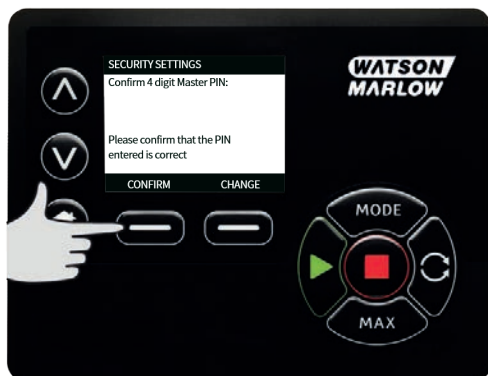 SECURITY SETTINGS
Confirm 4 digit Master PIN:
Please confirm that the PIN
entered is correct
CONFIRM CHANGE
WATSON
MARLOW
MODE
MAX